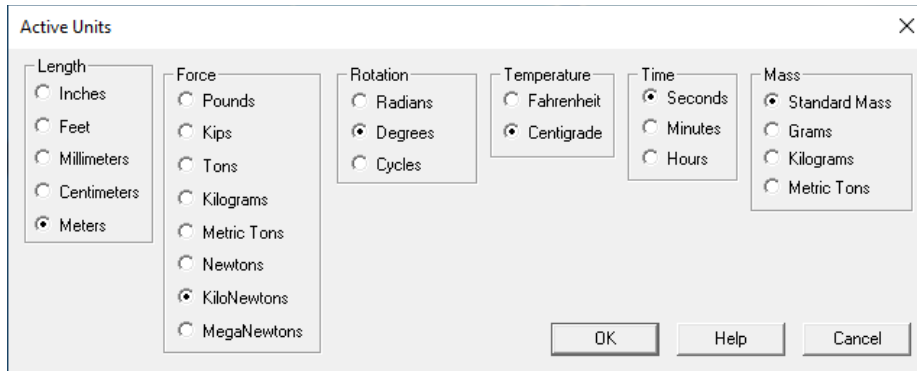 Active Units
Length
Inches
Feet
Millimeters
Centimeters
Meters
Force
Pounds
Kips
Tons
Kilograms
Metric Tons
Newtons
KiloNewtons
MegaNewtons
Rotation
Radians
Degrees
Cycles
Temperature
Fahrenheit
Centigrade
Time
Seconds
Minutes
Hours
Mass
Standard Mass
Grams
Kilograms
Metric Tons
OK
Help
Cancel